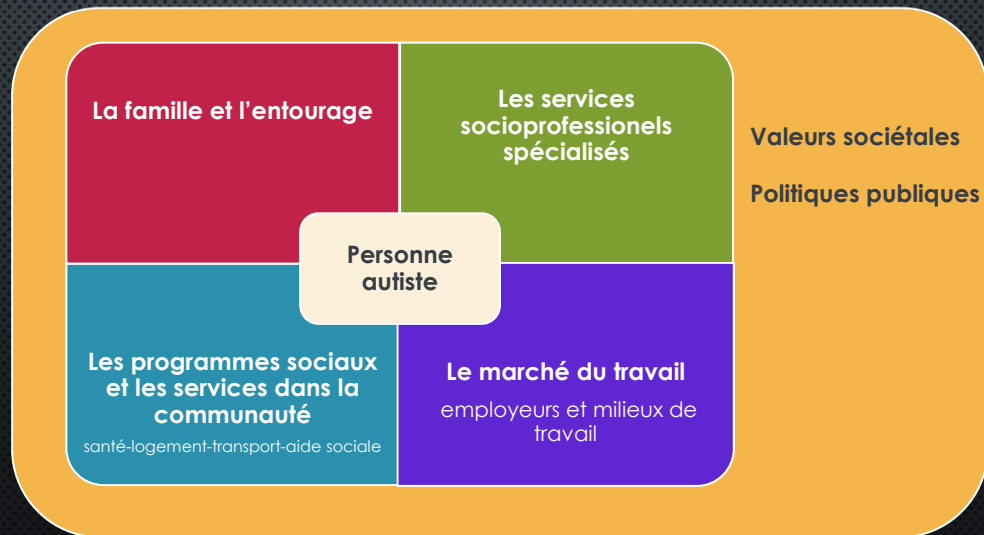 La famille et l'entourage
Les services
socioprofessionels
spécialisés
Valeurs sociétales
Politiques publiques
Personne
autiste
Les programmes sociaux
et les services dans la
communauté
santé-logement-transport-aide sociale
Le marché du travail
employeurs et milieux de
travail